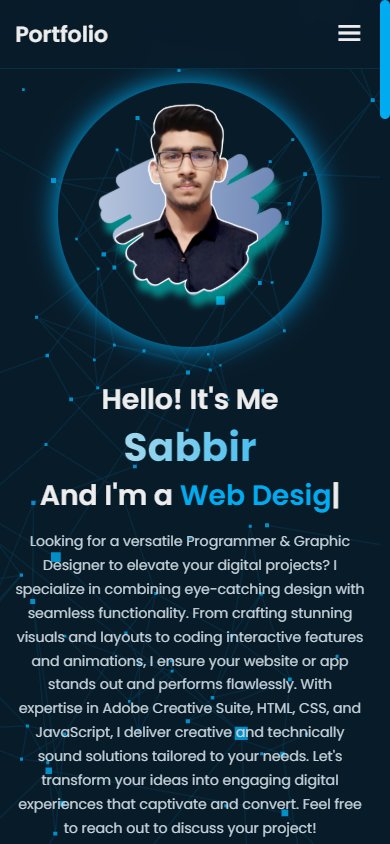 Portfolio
Hello! It's Me
Sabbir
And I'm a Web Desig|
Looking for a versatile Programmer & Graphic
Designer to elevate your digital projects? I
specialize in combining eye-catching design with
seamless functionality. From crafting stunning
visuals and layouts to coding interactive features
and animations, I ensure your website or app
stands out and performs flawlessly. With
expertise in Adobe Creative Suite, HTML, CSS, and
JavaScript, I deliver creative and technically
sound solutions tailored to your needs. Let's
transform your ideas into engaging digital
experiences that captivate and convert. Feel free
to reach out to discuss your project!